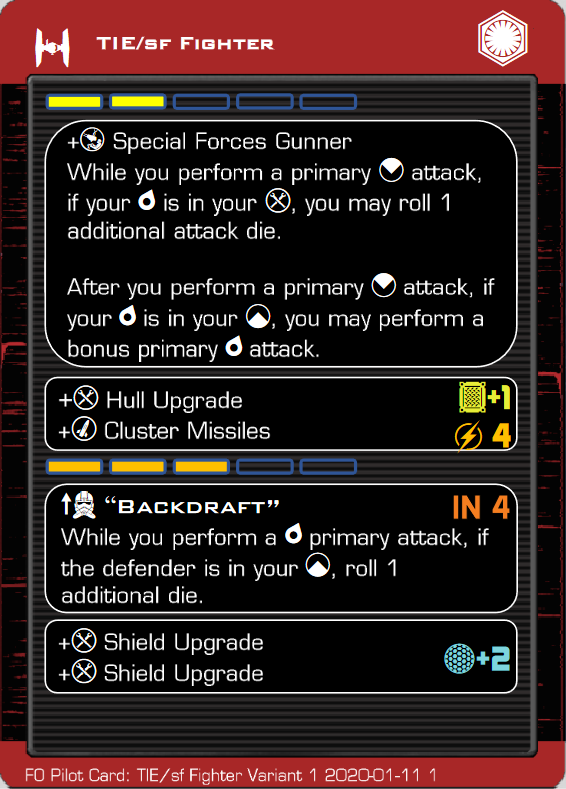 TIE/sf Fighter
+ Special Forces Gunner
While you perform a primary attack,
if your is in your , you may roll 1
additional attack die.
After you perform a primary attack, if
your is in your , you may perform a
bonus primary attack.
+ Hull Upgrade +1
+ Cluster Missiles 4
“Backdraft” IN 4
While you perform a primary attack, if
the defender is in your , roll 1
additional die.
+ Shield Upgrade
+ Shield Upgrade +2
FO Pilot Card: TIE/sf Fighter Variant 1 2020-01-11 1